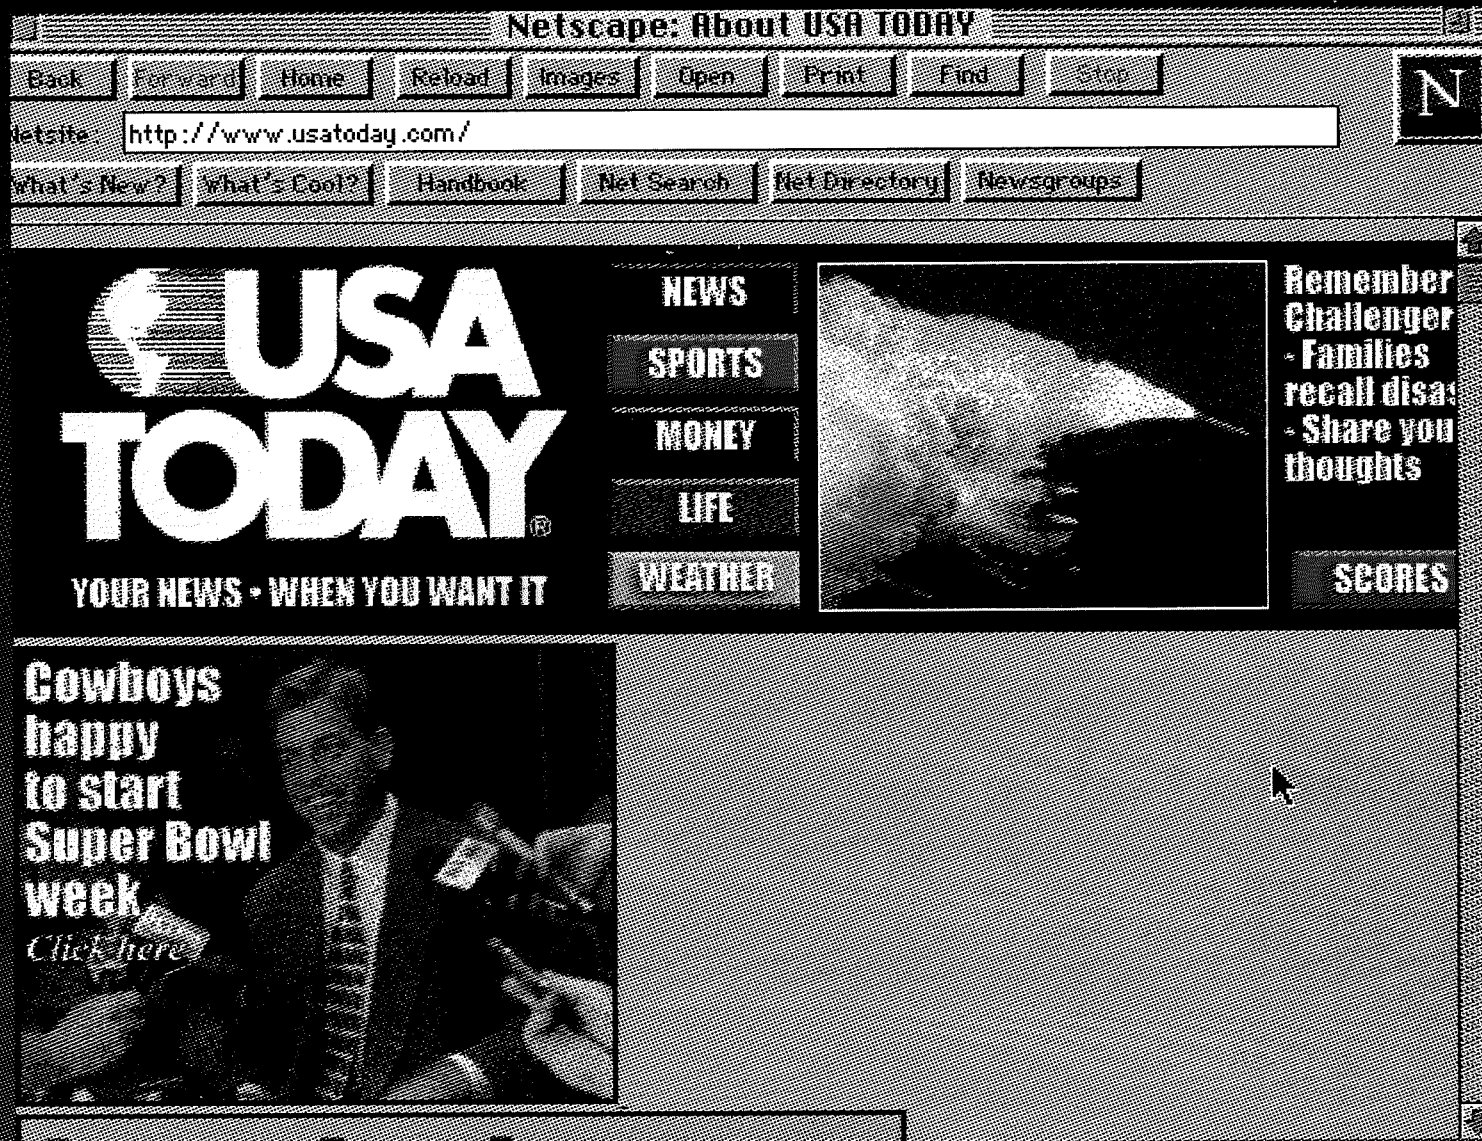 Netscape: About USA TODAY
Back Forward Home Reload Images Open Print Find Stop
N
Netsite: http://www.usatoday.com/
What's New? What's Cool? Handbook Net Search Net Directory Newsgroups
USA
TODAY®
YOUR NEWS • WHEN YOU WANT IT
NEWS
SPORTS
MONEY
LIFE
WEATHER
Remember
Challenger
- Families
recall disas
- Share you
thoughts
SCORES
Cowboys
happy
to start
Super Bowl
week
Click here